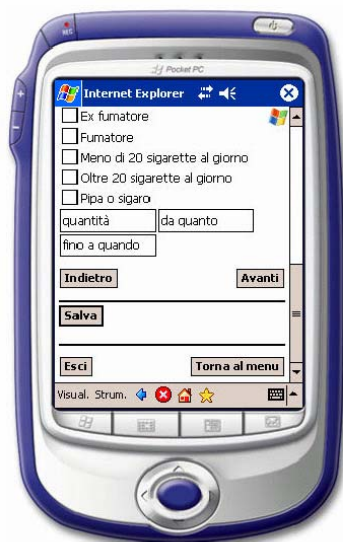 Pocket PC
Internet Explorer
Ex fumatore
Fumatore
Meno di 20 sigarette al giorno
Oltre 20 sigarette al giorno
Pipa o sigaro
quantità da quanto
fino a quando
Indietro Avanti
Salva
Esci Torna al menu
Visual. Strum.